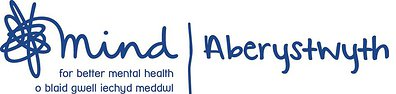 mind Aberystwyth
for better mental health
o blaid gwell iechyd meddwl